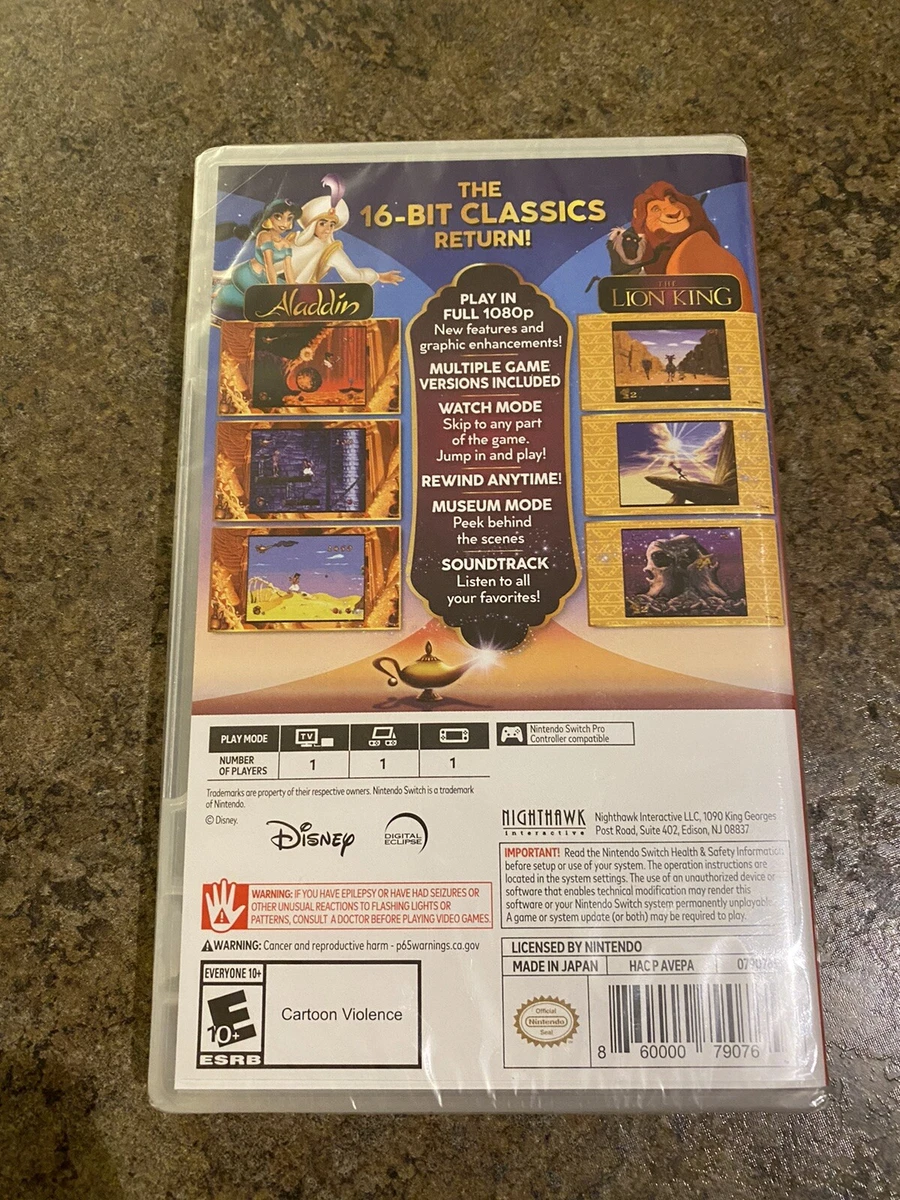 THE
16-BIT CLASSICS
RETURN!
Aladdin
THE
LION KING
PLAY IN
FULL 1080p
New features and
graphic enhancements!
MULTIPLE GAME
VERSIONS INCLUDED
WATCH MODE
Skip to any part
of the game.
Jump in and play!
REWIND ANYTIME!
MUSEUM MODE
Peek behind
the scenes
SOUNDTRACK
Listen to all
your favorites!
PLAY MODE
TV
NUMBER
OF PLAYERS
1
1
1
Nintendo Switch Pro
Controller compatible
Trademarks are property of their respective owners. Nintendo Switch is a trademark
of Nintendo.
© Disney.
Disney
DIGITAL
ECLIPSE
NIGHTHAWK
interactive
Nighthawk Interactive LLC, 1090 King Georges
Post Road, Suite 402, Edison, NJ 08837
IMPORTANT! Read the Nintendo Switch Health & Safety Information
before setup or use of your system. The operation instructions are
located in the system settings. The use of an unauthorized device or
software that enables technical modification may render this
software or your Nintendo Switch system permanently unplayable.
A game or system update (or both) may be required to play.
WARNING: IF YOU HAVE EPILEPSY OR HAVE HAD SEIZURES OR
OTHER UNUSUAL REACTIONS TO FLASHING LIGHTS OR
PATTERNS, CONSULT A DOCTOR BEFORE PLAYING VIDEO GAMES.
WARNING: Cancer and reproductive harm - p65warnings.ca.gov
EVERYONE 10+
E
10+
ESRB
Cartoon Violence
LICENSED BY NINTENDO
MADE IN JAPAN
HAC P AVEPA
Official
Nintendo
Seal
8 60000 79076